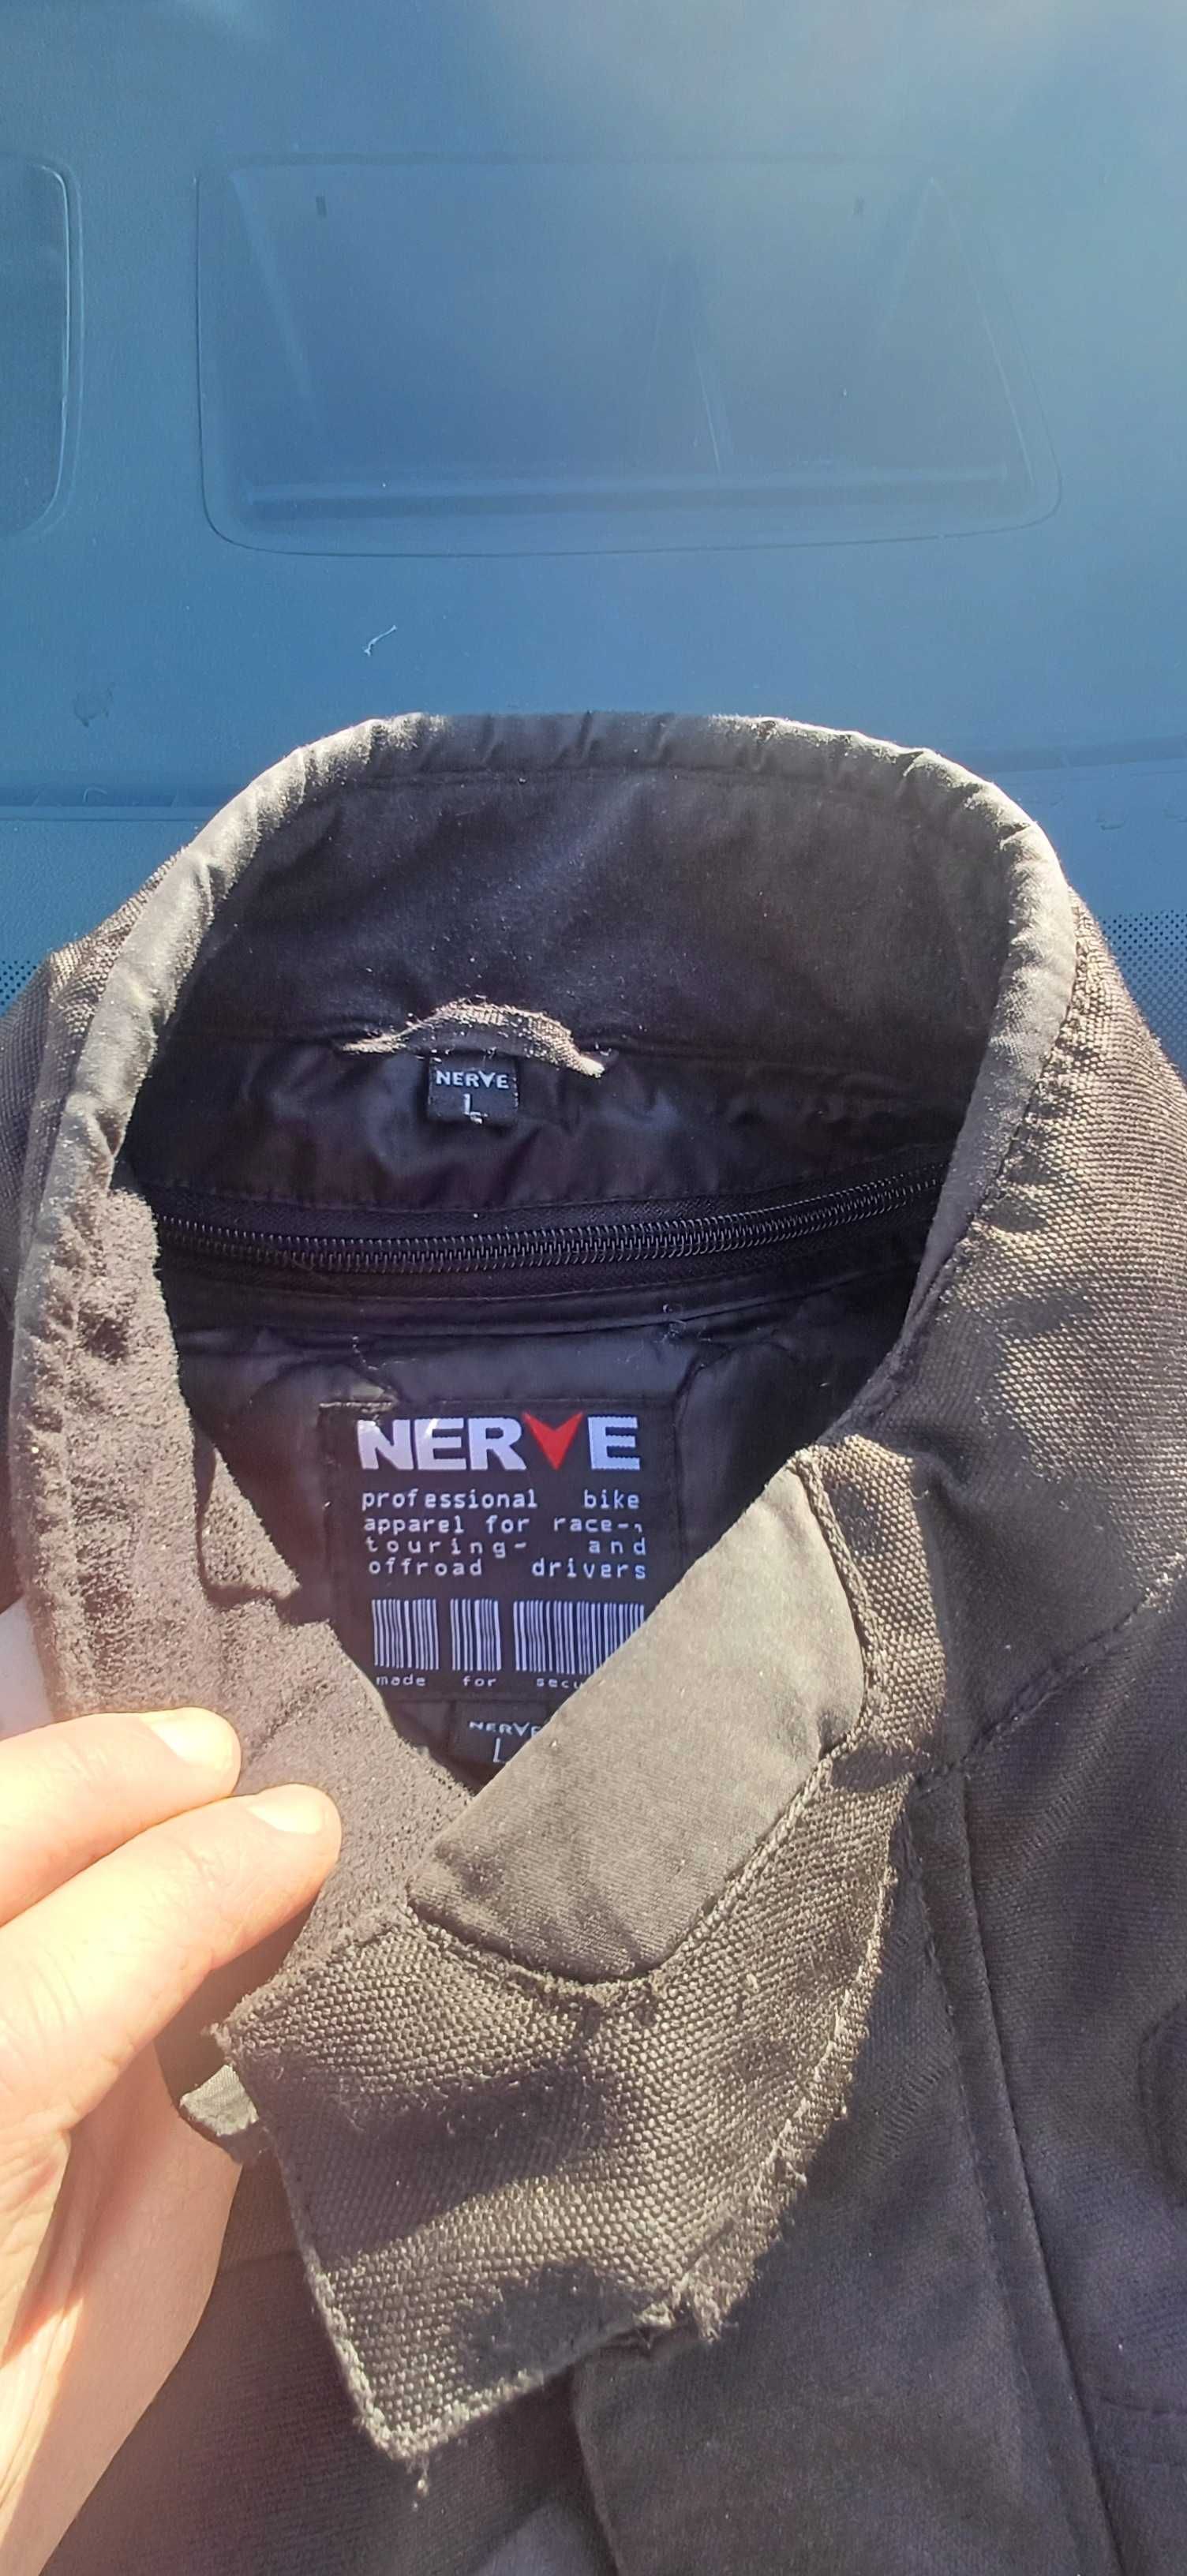 NERVE
L
NERVE
professional bike
apparel for race-,
touring- and
offroad drivers
made for
NERVE
L